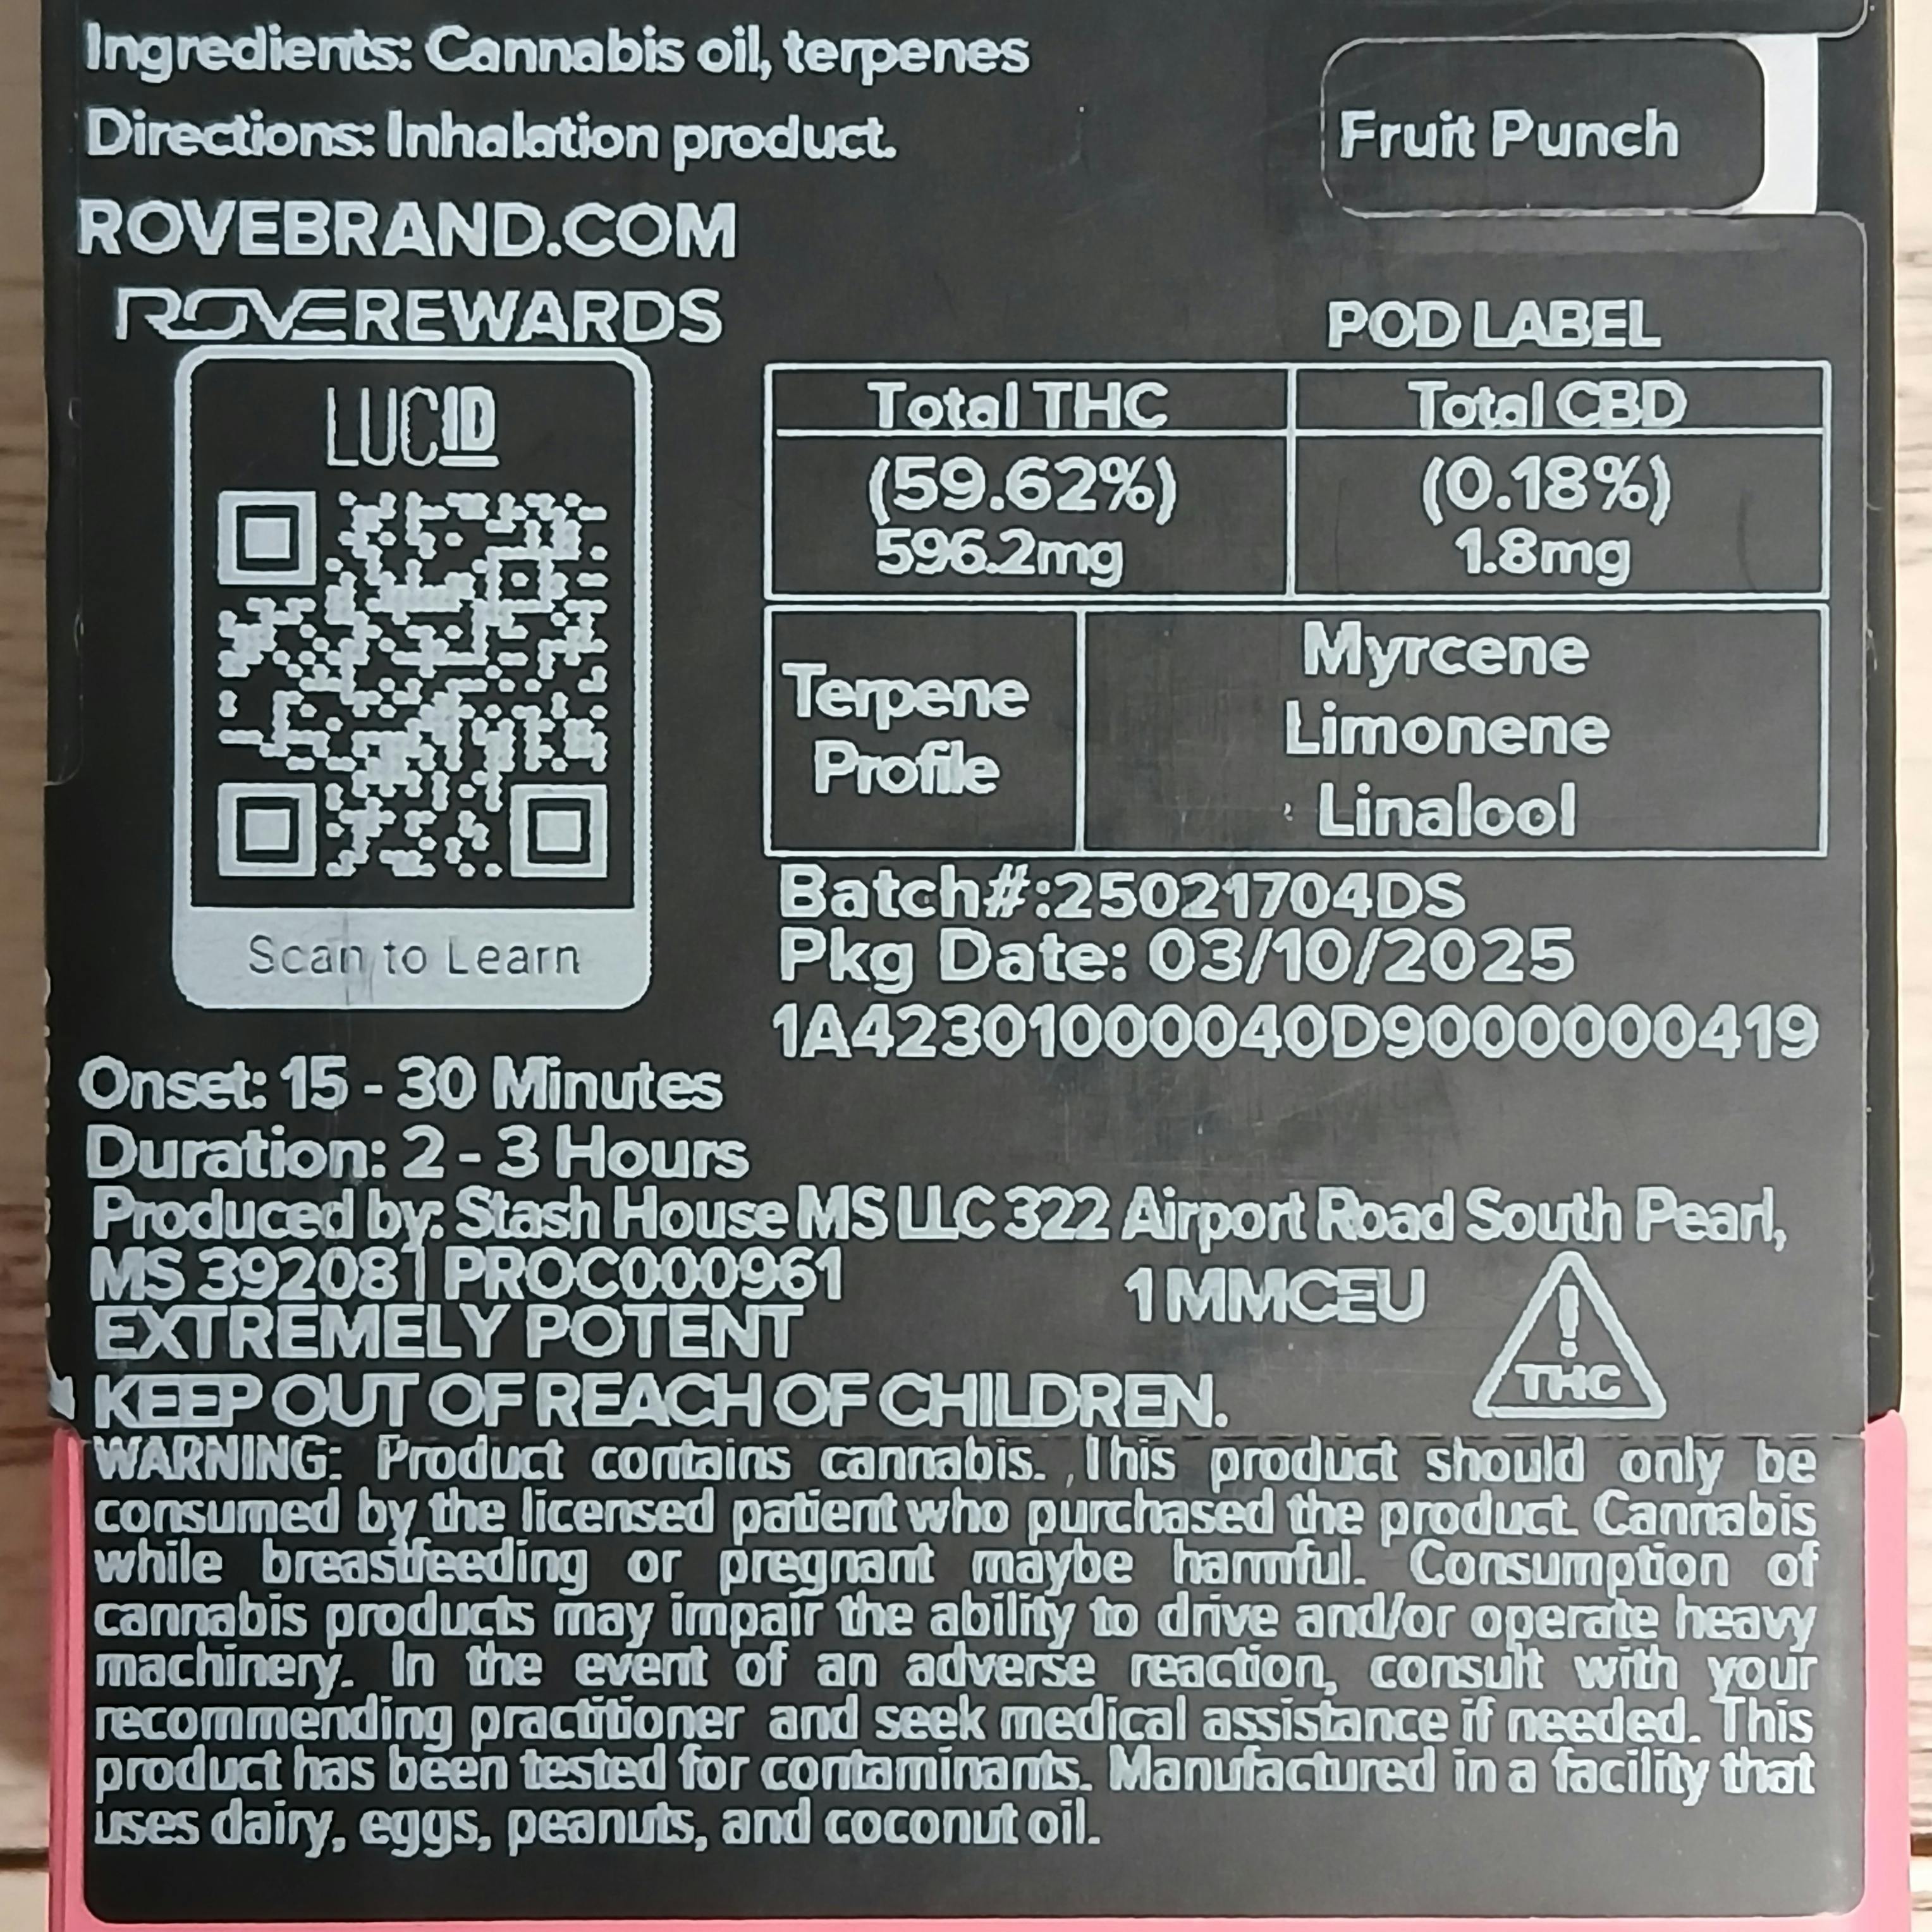 Ingredients: Cannabis oil, terpenes
Directions: Inhalation product.
Fruit Punch
ROVEBRAND.COM
ROVE REWARDS
LUCID
Scan to Learn
POD LABEL
Total THC Total CBD
(59.62%) (0.18%)
596.2mg 1.8mg
Terpene
Profile
Myrcene
Limonene
Linalool
Batch#:25021704DS
Pkg Date: 03/10/2025
1A42301000040D9000000419
Onset: 15 - 30 Minutes
Duration: 2 - 3 Hours
Produced by: Stash House MS LLC 322 Airport Road South Pearl,
MS 39208 | PROC000961
1 MMCEU
EXTREMELY POTENT
! THC
KEEP OUT OF REACH OF CHILDREN.
WARNING: Product contains cannabis. This product should only be
consumed by the licensed patient who purchased the product. Cannabis
while breastfeeding or pregnant maybe harmful. Consumption of
cannabis products may impair the ability to drive and/or operate heavy
machinery. In the event of an adverse reaction, consult with your
recommending practitioner and seek medical assistance if needed. This
product has been tested for contaminants. Manufactured in a facility that
uses dairy, eggs, peanuts, and coconut oil.